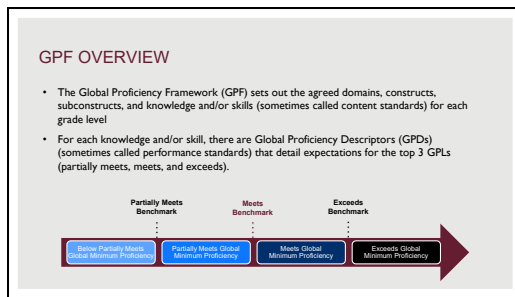 GPF OVERVIEW
• The Global Proficiency Framework (GPF) sets out the agreed domains, constructs,
subconstructs, and knowledge and/or skills (sometimes called content standards) for each
grade level
• For each knowledge and/or skill, there are Global Proficiency Descriptors (GPDs)
(sometimes called performance standards) that detail expectations for the top 3 GPLs
(partially meets, meets, and exceeds).
Partially Meets
Benchmark
Meets
Benchmark
Exceeds
Benchmark
Below Partially Meets
Global Minimum Proficiency
Partially Meets Global
Minimum Proficiency
Meets Global
Minimum Proficiency
Exceeds Global
Minimum Proficiency